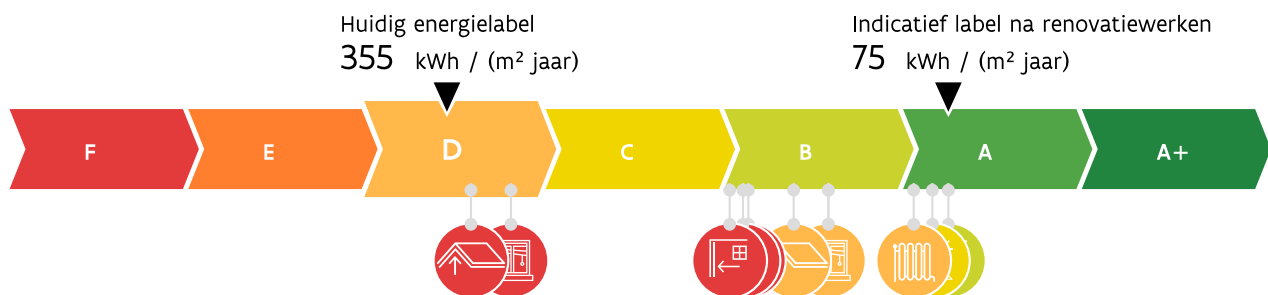 Huidig energielabel
355 kWh / (m² jaar)
Indicatief label na renovatiewerken
75 kWh / (m² jaar)
F
E
D
C
B
A
A+